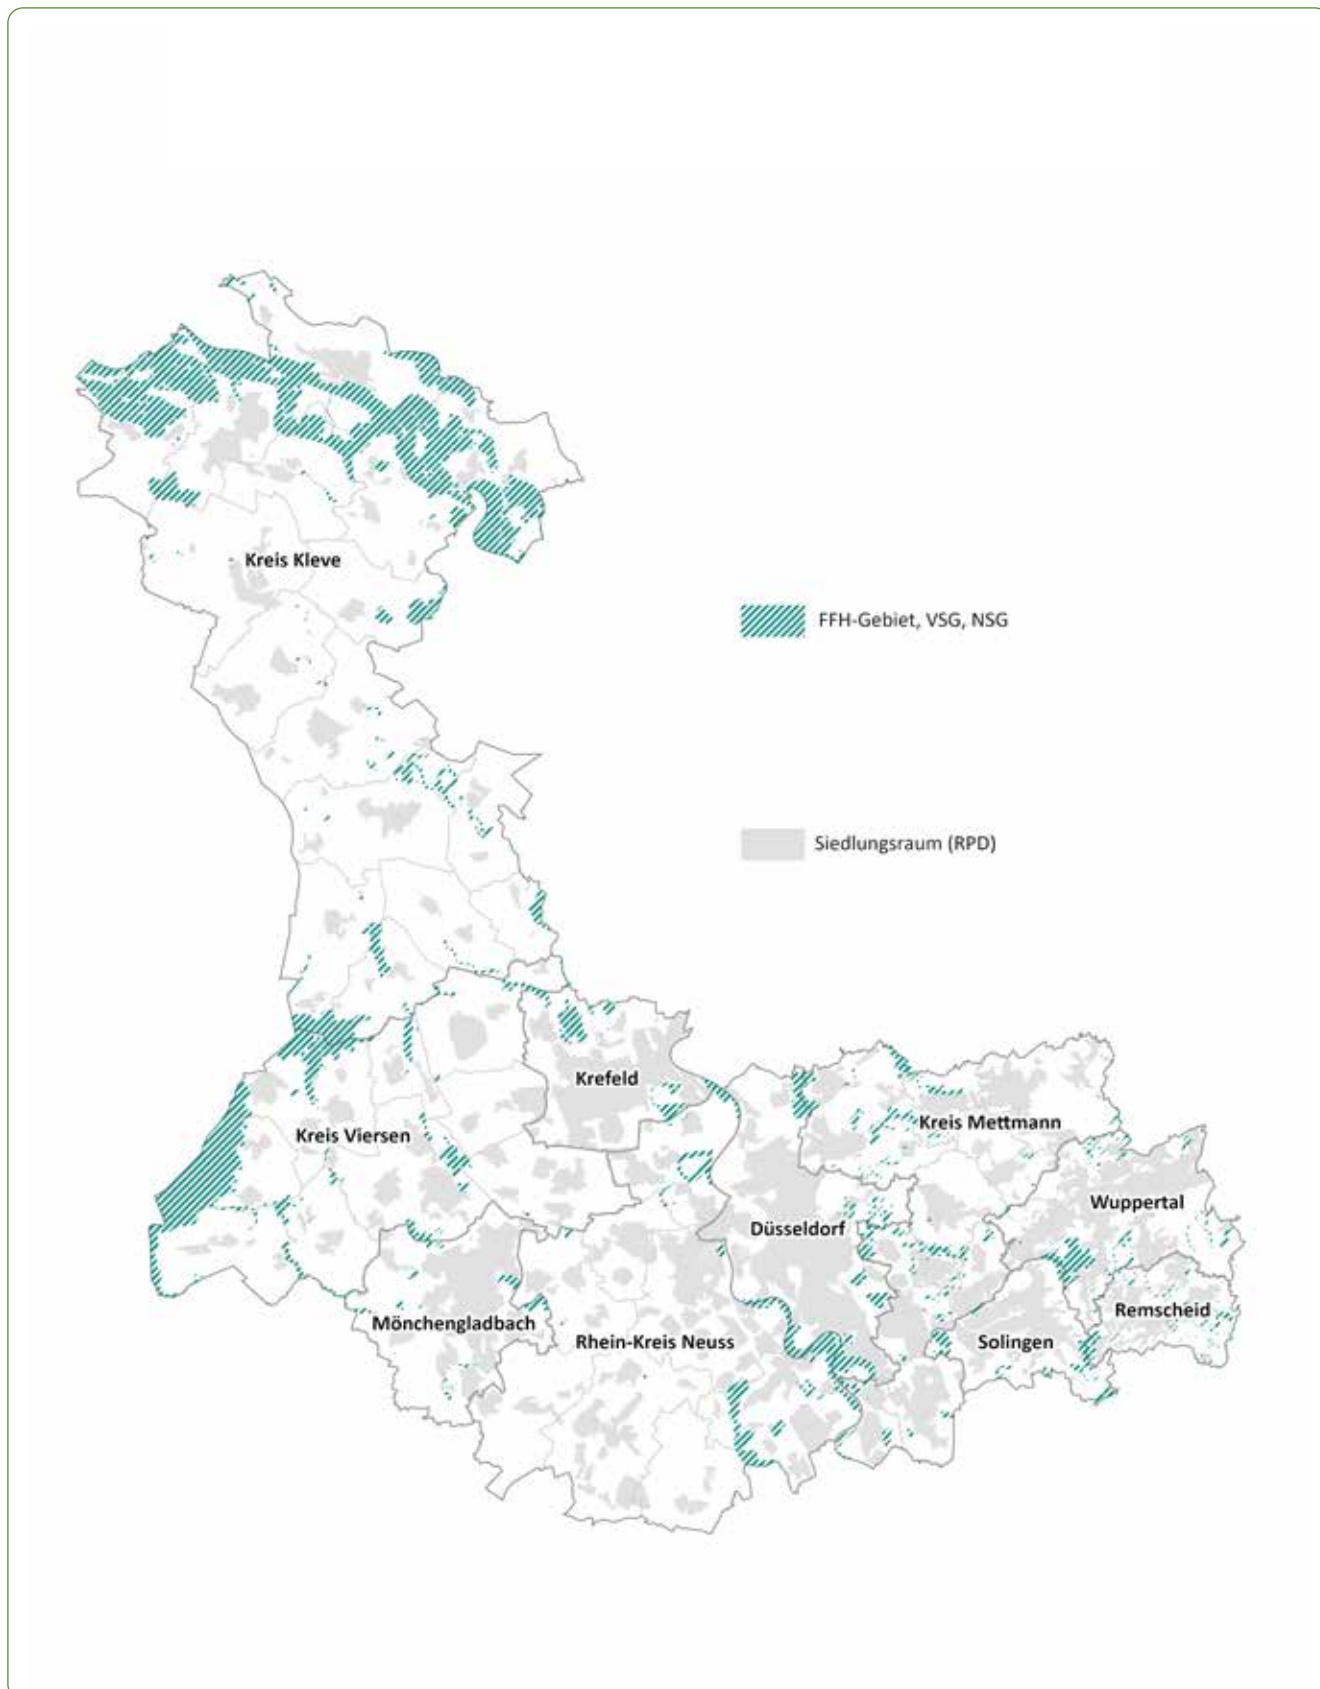 Kreis Kleve
FFH-Gebiet, VSG, NSG
Siedlungsraum (RPD)
Krefeld
Kreis Viersen
Kreis Mettmann
Wuppertal
Düsseldorf
Remscheid
Mönchengladbach
Rhein-Kreis Neuss
Solingen